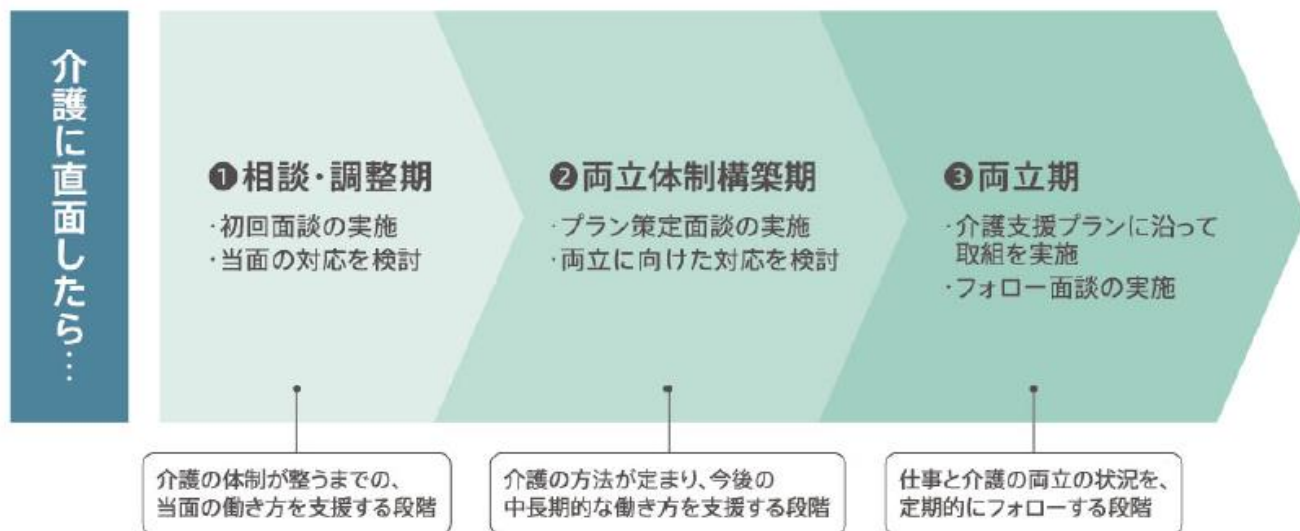 介護に直面したら…
❶相談・調整期
・初回面談の実施
・当面の対応を検討
❷両立体制構築期
・プラン策定面談の実施
・両立に向けた対応を検討
❸両立期
・介護支援プランに沿って
取組を実施
・フォロー面談の実施
介護の体制が整うまでの、
当面の働き方を支援する段階
介護の方法が定まり、今後の
中長期的な働き方を支援する段階
仕事と介護の両立の状況を、
定期的にフォローする段階